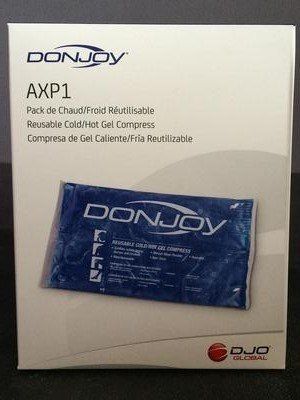 DONJOY®
AXP1
Pack de Chaud/Froid Réutilisable
Reusable Cold/Hot Gel Compress
Compresa de Gel Caliente/Fria Reutilizable
DONJOY
REUSABLE COLD/HOT GEL COMPRESS
DJO
GLOBAL